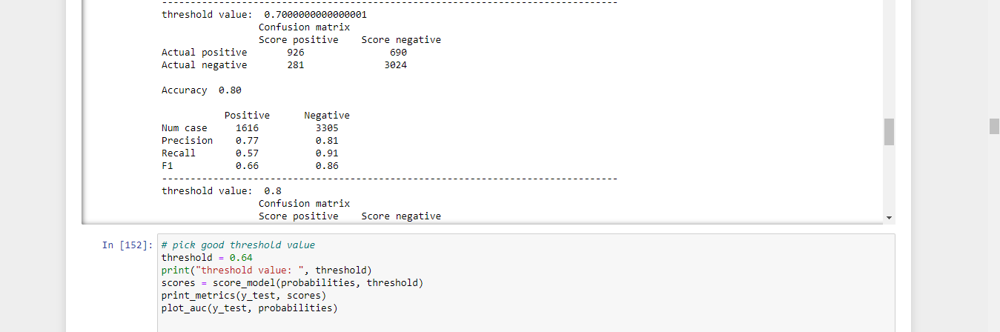 --------------------------------------------------------------------------------
threshold value:  0.7000000000000001
Confusion matrix
Score positive    Score negative
Actual positive       926               690
Actual negative       281              3024
Accuracy  0.80
Positive      Negative
Num case     1616          3305
Precision    0.77          0.81
Recall       0.57          0.91
F1           0.66          0.86
--------------------------------------------------------------------------------
threshold value:  0.8
Confusion matrix
Score positive    Score negative
In [152]: # pick good threshold value
threshold = 0.64
print("threshold value: ", threshold)
scores = score_model(probabilities, threshold)
print_metrics(y_test, scores)
plot_auc(y_test, probabilities)